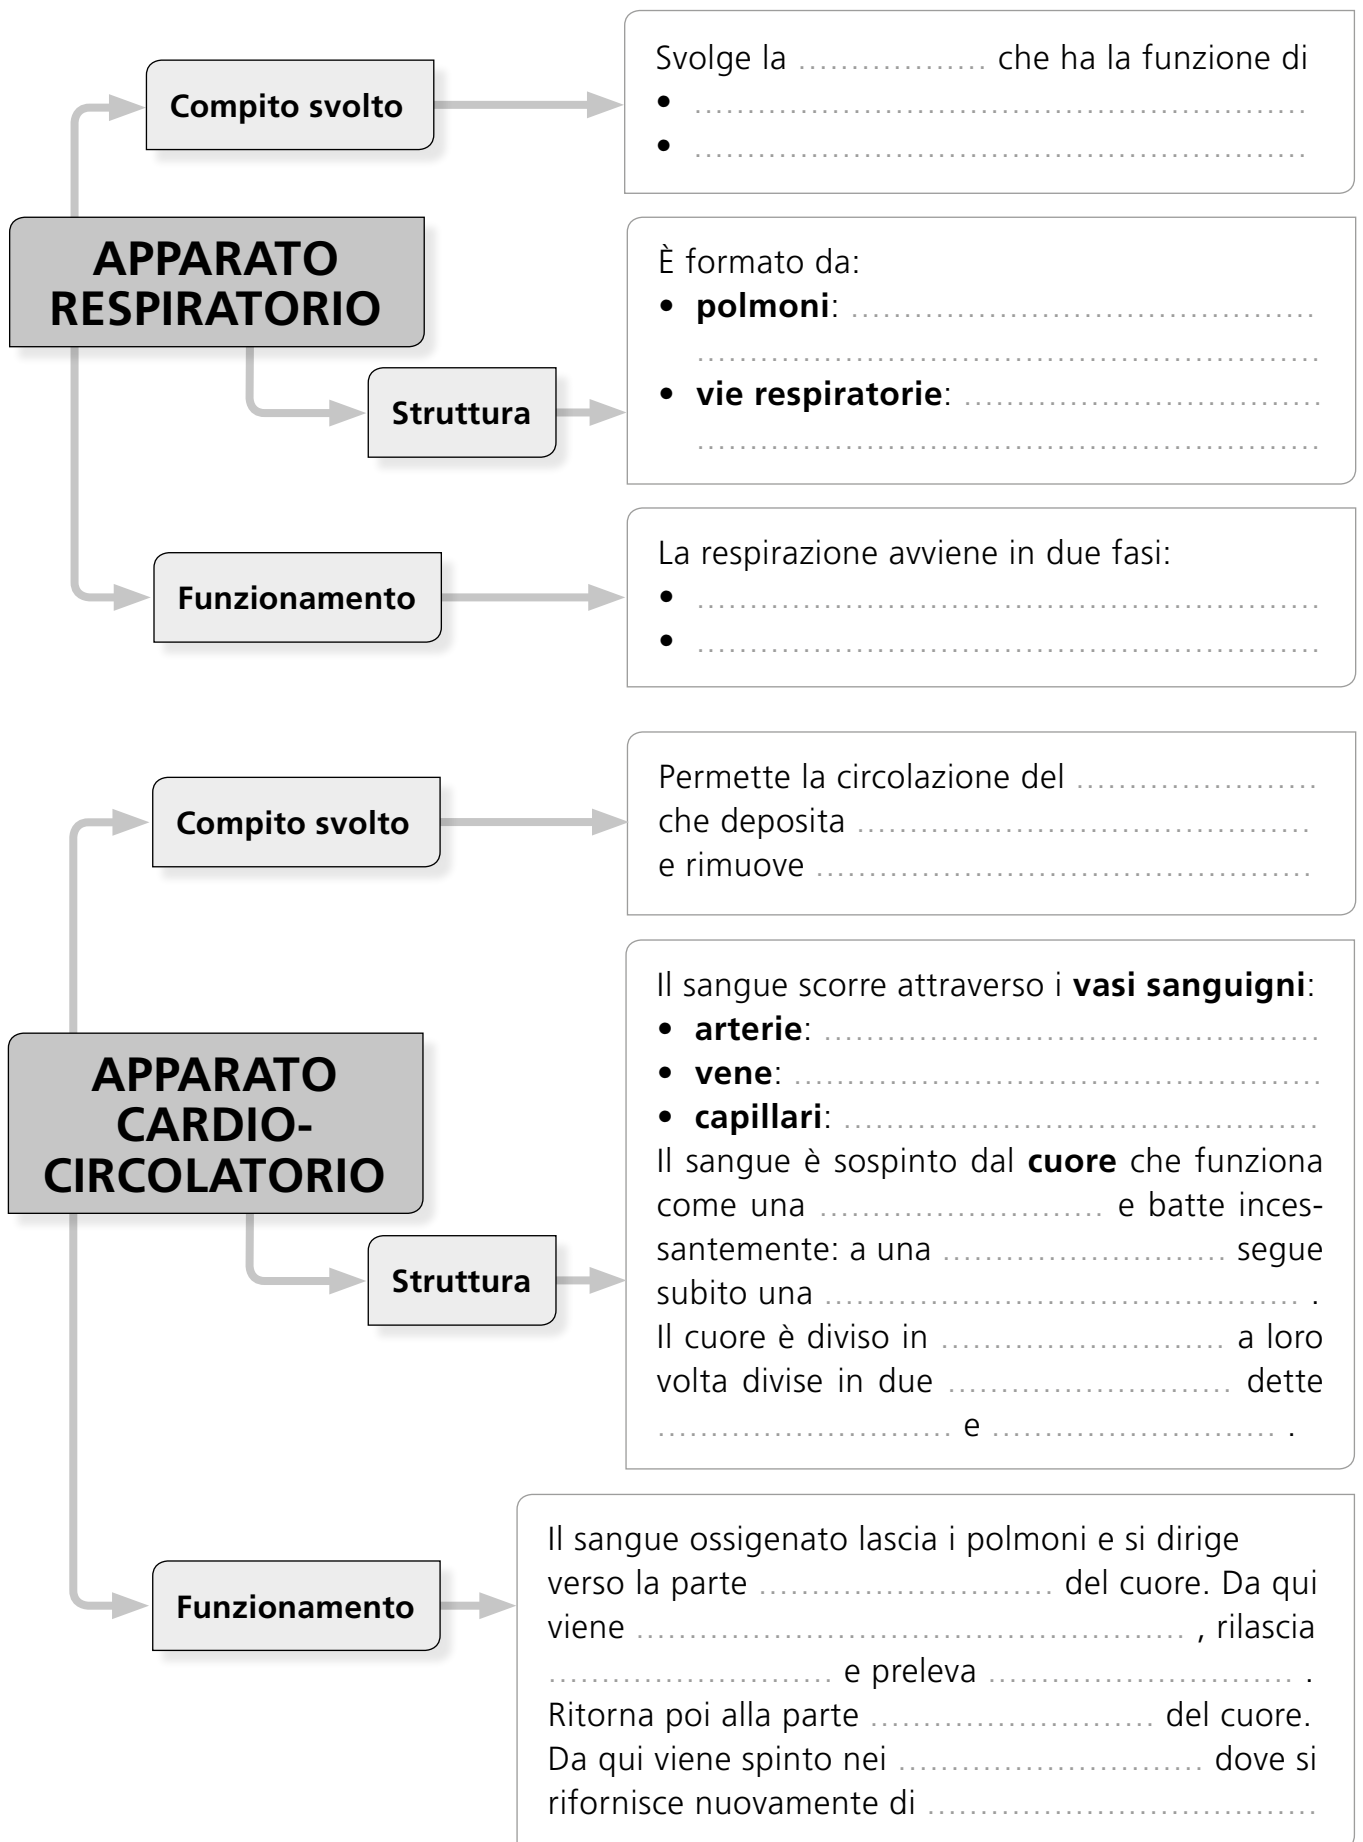 Compito svolto
Svolge la .................. che ha la funzione di
• ..........................................................
• ..........................................................
APPARATO
RESPIRATORIO
Struttura
È formato da:
• polmoni: ............................................
...........................................................
• vie respiratorie: ..................................
...........................................................
Funzionamento
La respirazione avviene in due fasi:
• ...........................................................
• ...........................................................
Compito svolto
Permette la circolazione del .......................
che deposita ...........................................
e rimuove ...............................................
APPARATO
CARDIO-
CIRCOLATORIO
Struttura
Il sangue scorre attraverso i vasi sanguigni:
• arterie: ...............................................
• vene: ..................................................
• capillari: .............................................
Il sangue è sospinto dal cuore che funziona
come una ........................... e batte inces-
santemente: a una ........................... segue
subito una ............................................. .
Il cuore è diviso in ........................... a loro
volta divise in due ........................... dette
............................ e ........................... .
Funzionamento
Il sangue ossigenato lascia i polmoni e si dirige
verso la parte ............................ del cuore. Da qui
viene .................................................... , rilascia
........................... e preleva ............................. .
Ritorna poi alla parte ........................... del cuore.
Da qui viene spinto nei ............................. dove si
rifornisce nuovamente di .....................................